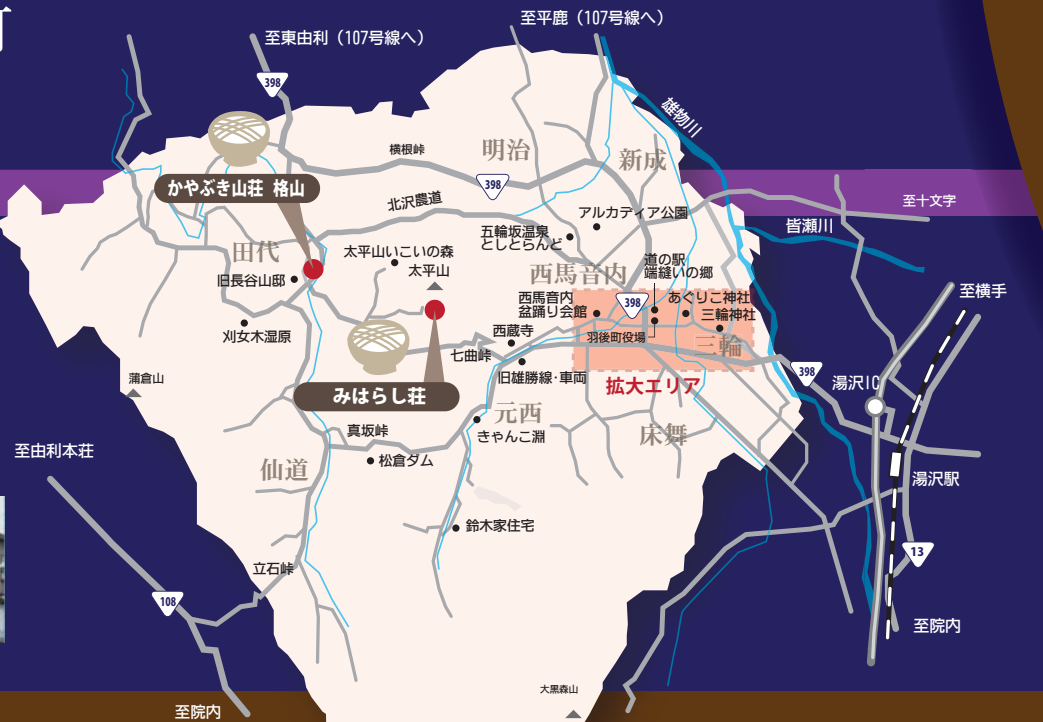 至平鹿（107号線へ）
至東由利（107号線へ）
398
雄物川
横根峠
明治
新成
398
かやぶき山荘 格山
北沢農道
アルカディア公園
至十文字
皆瀬川
五輪坂温泉
としとらんど
田代
太平山いこいの森
太平山
旧長谷山邸
西馬音内
道の駅
端縫いの郷
西馬音内
盆踊り会館
398
あぐりこ神社
三輪神社
至横手
刈女木湿原
西蔵寺
羽後町役場
三輪
七曲峠
旧雄勝線･車両
拡大エリア
398
湯沢IC
蒲倉山
みはらし荘
元西
きゃんこ淵
床舞
真坂峠
松倉ダム
至由利本荘
仙道
湯沢駅
鈴木家住宅
13
立石峠
108
至院内
大黒森山
至院内